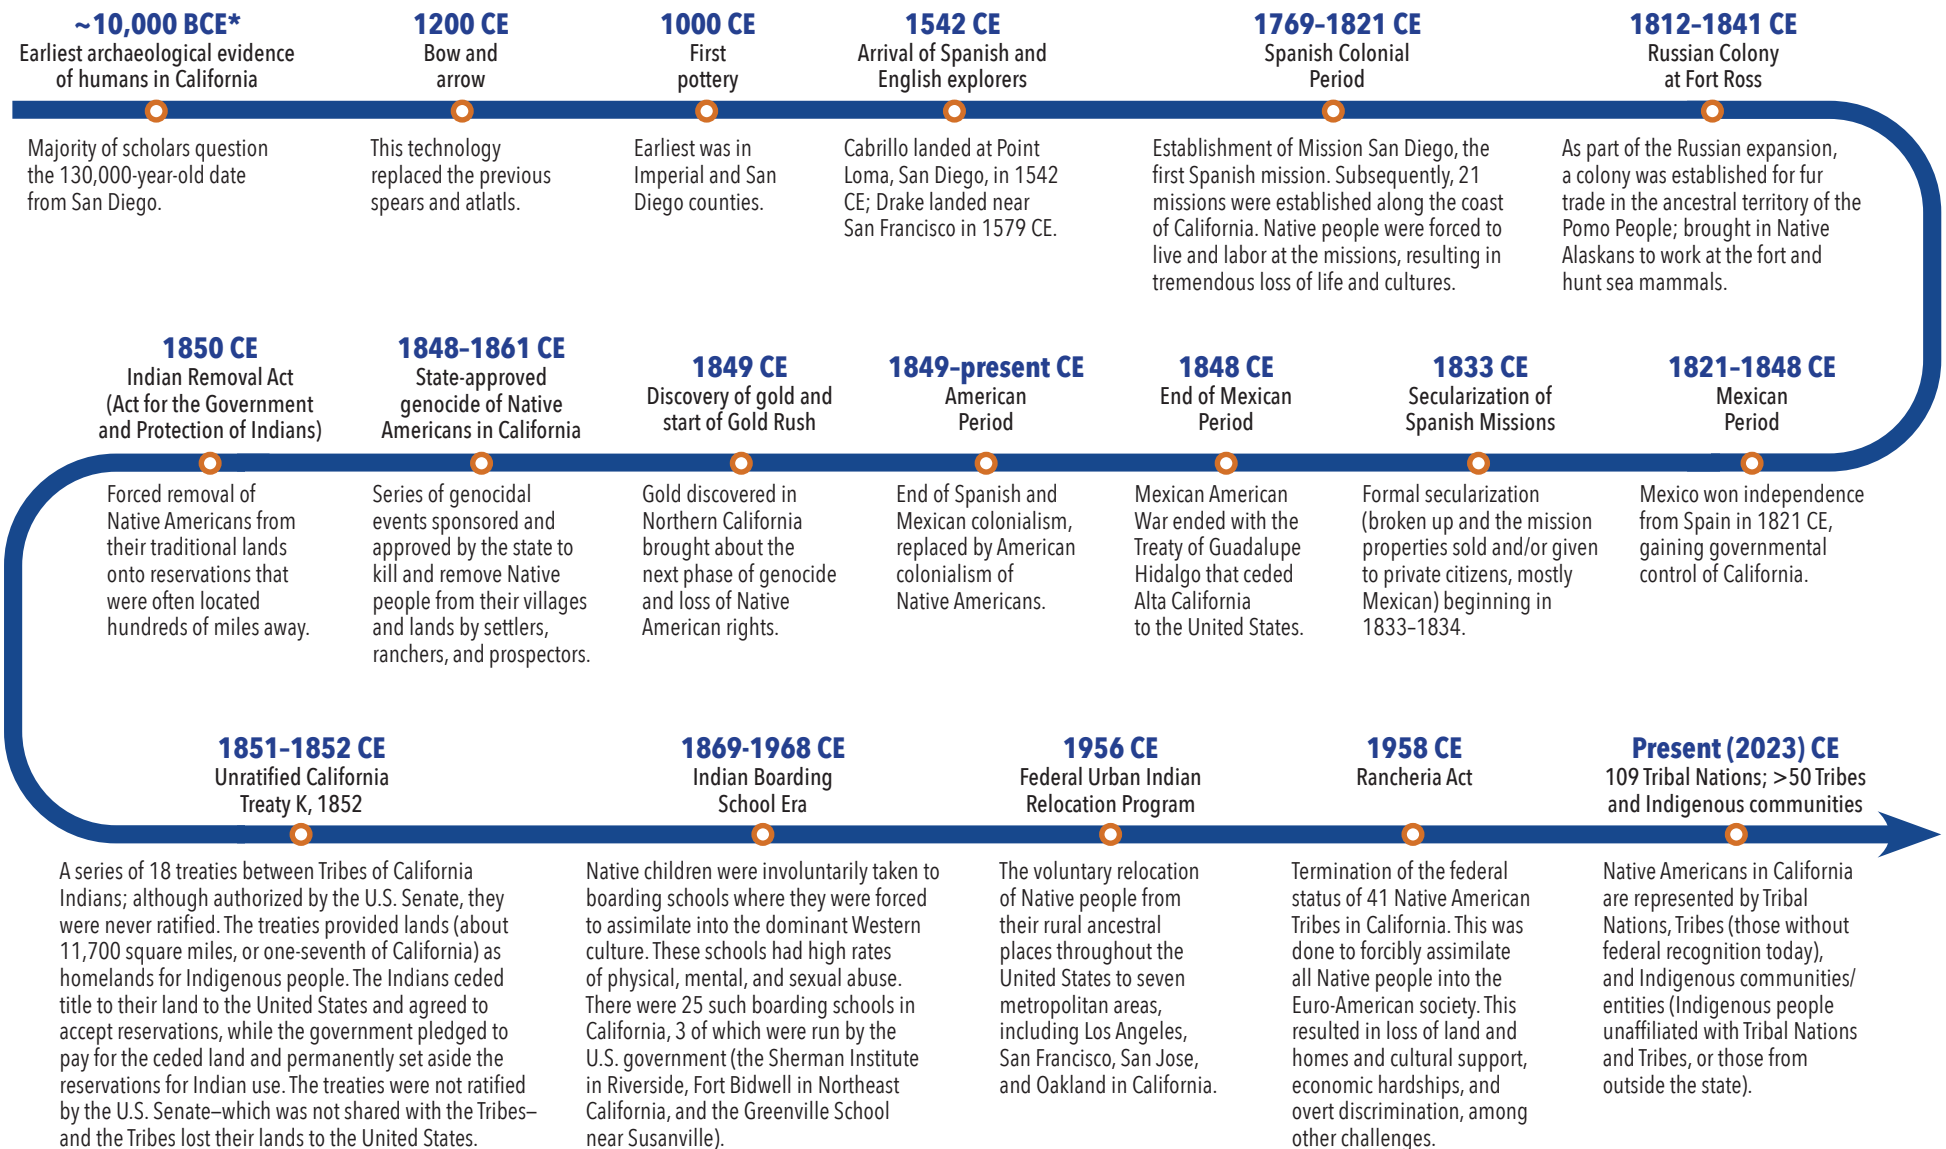 ~10,000 BCE*
Earliest archaeological evidence
of humans in California
Majority of scholars question
the 130,000-year-old date
from San Diego.
1200 CE
Bow and
arrow
This technology
replaced the previous
spears and atlatls.
1000 CE
First
pottery
Earliest was in
Imperial and San
Diego counties.
1542 CE
Arrival of Spanish and
English explorers
Cabrillo landed at Point
Loma, San Diego, in 1542
CE; Drake landed near
San Francisco in 1579 CE.
1769–1821 CE
Spanish Colonial
Period
Establishment of Mission San Diego, the
first Spanish mission. Subsequently, 21
missions were established along the coast
of California. Native people were forced to
live and labor at the missions, resulting in
tremendous loss of life and cultures.
1812–1841 CE
Russian Colony
at Fort Ross
As part of the Russian expansion,
a colony was established for fur
trade in the ancestral territory of the
Pomo People; brought in Native
Alaskans to work at the fort and
hunt sea mammals.
1850 CE
Indian Removal Act
(Act for the Government
and Protection of Indians)
Forced removal of
Native Americans from
their traditional lands
onto reservations that
were often located
hundreds of miles away.
1848–1861 CE
State-approved
genocide of Native
Americans in California
Series of genocidal
events sponsored and
approved by the state to
kill and remove Native
people from their villages
and lands by settlers,
ranchers, and prospectors.
1849 CE
Discovery of gold and
start of Gold Rush
Gold discovered in
Northern California
brought about the
next phase of genocide
and loss of Native
American rights.
1849–present CE
American
Period
End of Spanish and
Mexican colonialism,
replaced by American
colonialism of
Native Americans.
1848 CE
End of Mexican
Period
Mexican American
War ended with the
Treaty of Guadalupe
Hidalgo that ceded
Alta California
to the United States.
1833 CE
Secularization of
Spanish Missions
Formal secularization
(broken up and the mission
properties sold and/or given
to private citizens, mostly
Mexican) beginning in
1833–1834.
1821–1848 CE
Mexican
Period
Mexico won independence
from Spain in 1821 CE,
gaining governmental
control of California.
1851–1852 CE
Unratified California
Treaty K, 1852
A series of 18 treaties between Tribes of California
Indians; although authorized by the U.S. Senate, they
were never ratified. The treaties provided lands (about
11,700 square miles, or one-seventh of California) as
homelands for Indigenous people. The Indians ceded
title to their land to the United States and agreed to
accept reservations, while the government pledged to
pay for the ceded land and permanently set aside the
reservations for Indian use. The treaties were not ratified
by the U.S. Senate—which was not shared with the Tribes—
and the Tribes lost their lands to the United States.
1869-1968 CE
Indian Boarding
School Era
Native children were involuntarily taken to
boarding schools where they were forced
to assimilate into the dominant Western
culture. These schools had high rates
of physical, mental, and sexual abuse.
There were 25 such boarding schools in
California, 3 of which were run by the
U.S. government (the Sherman Institute
in Riverside, Fort Bidwell in Northeast
California, and the Greenville School
near Susanville).
1956 CE
Federal Urban Indian
Relocation Program
The voluntary relocation
of Native people from
their rural ancestral
places throughout the
United States to seven
metropolitan areas,
including Los Angeles,
San Francisco, San Jose,
and Oakland in California.
1958 CE
Rancheria Act
Termination of the federal
status of 41 Native American
Tribes in California. This was
done to forcibly assimilate
all Native people into the
Euro-American society. This
resulted in loss of land and
homes and cultural support,
economic hardships, and
overt discrimination, among
other challenges.
Present (2023) CE
109 Tribal Nations; >50 Tribes
and Indigenous communities
Native Americans in California
are represented by Tribal
Nations, Tribes (those without
federal recognition today),
and Indigenous communities/
entities (Indigenous people
unaffiliated with Tribal Nations
and Tribes, or those from
outside the state).